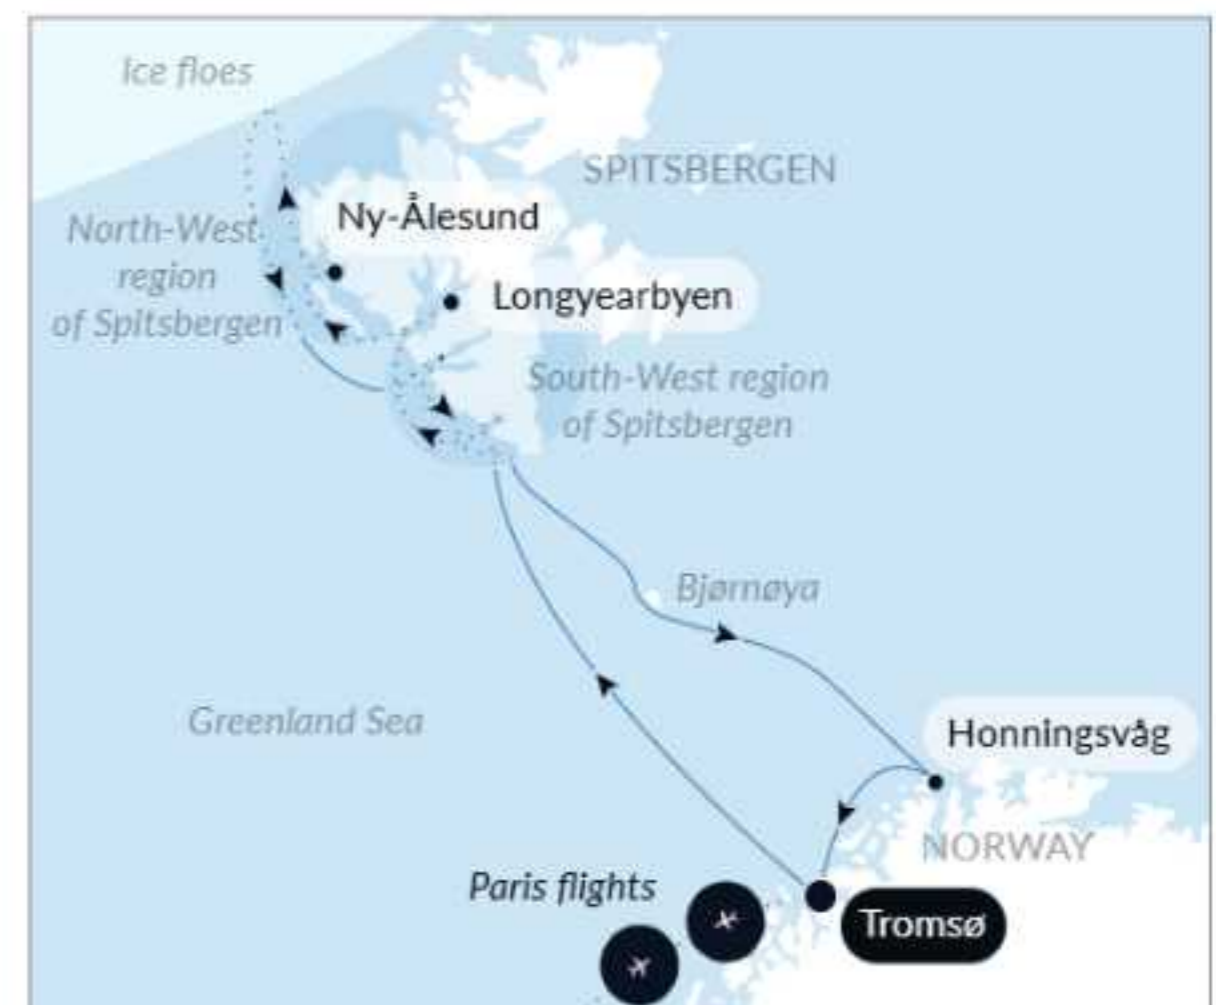 Ice floes
SPITSBERGEN
Ny-Ålesund
North-West
region
of Spitsbergen
Longyearbyen
South-West region
of Spitsbergen
Bjørnøya
Greenland Sea
Honningsvåg
NORWAY
Paris flights
Tromsø